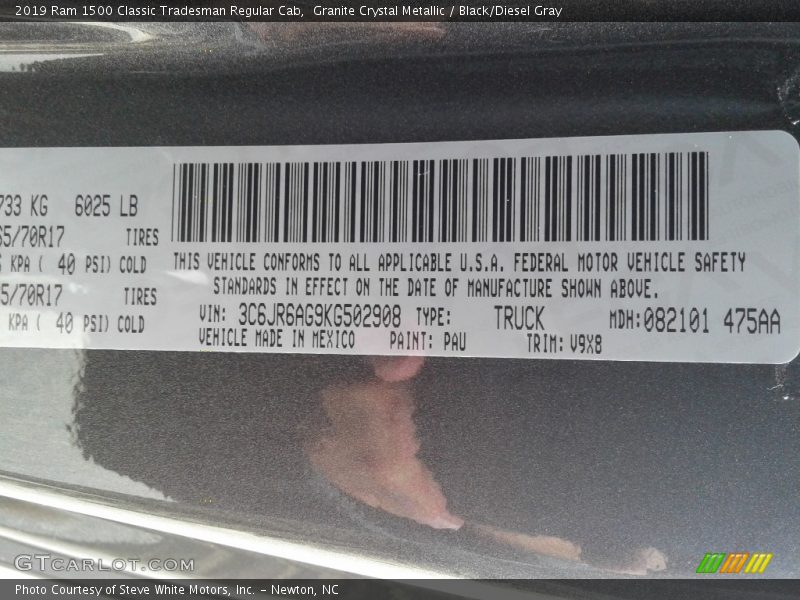 2019 Ram 1500 Classic Tradesman Regular Cab, Granite Crystal Metallic / Black/Diesel Gray
733 KG 6025 LB
65/70R17 TIRES
KPA ( 40 PSI) COLD
5/70R17 TIRES
KPA ( 40 PSI) COLD
THIS VEHICLE CONFORMS TO ALL APPLICABLE U.S.A. FEDERAL MOTOR VEHICLE SAFETY
STANDARDS IN EFFECT ON THE DATE OF MANUFACTURE SHOWN ABOVE.
VIN: 3C6JR6AG9KG502908 TYPE: TRUCK MDH:082101 475AA
VEHICLE MADE IN MEXICO PAINT: PAU TRIM: V9X8
GTCARLOT.COM
Photo Courtesy of Steve White Motors, Inc. – Newton, NC